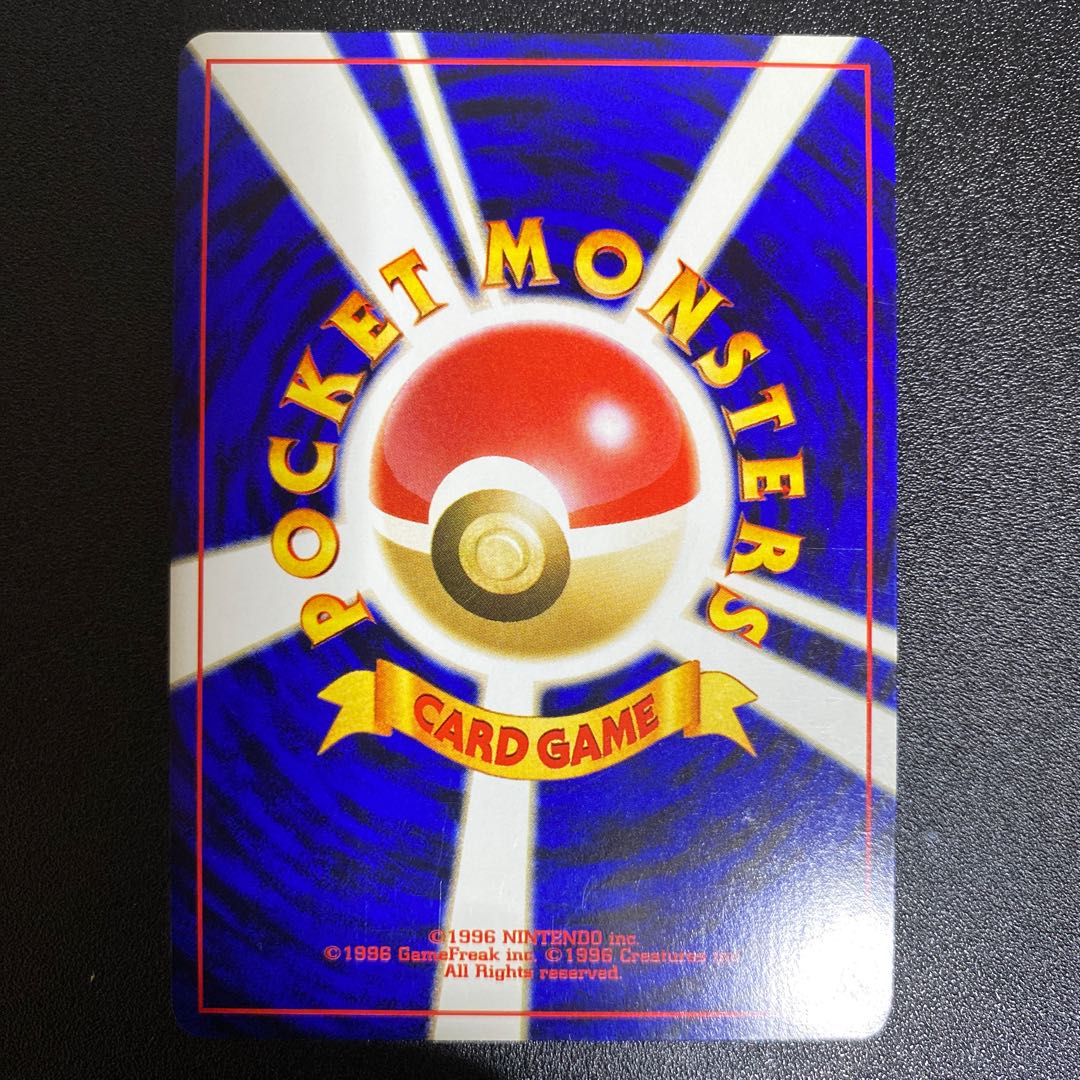 POCKET MONSTERS
CARD GAME
©1996 NINTENDO inc.
©1996 GameFreak inc. ©1996 Creatures inc.
All Rights reserved.